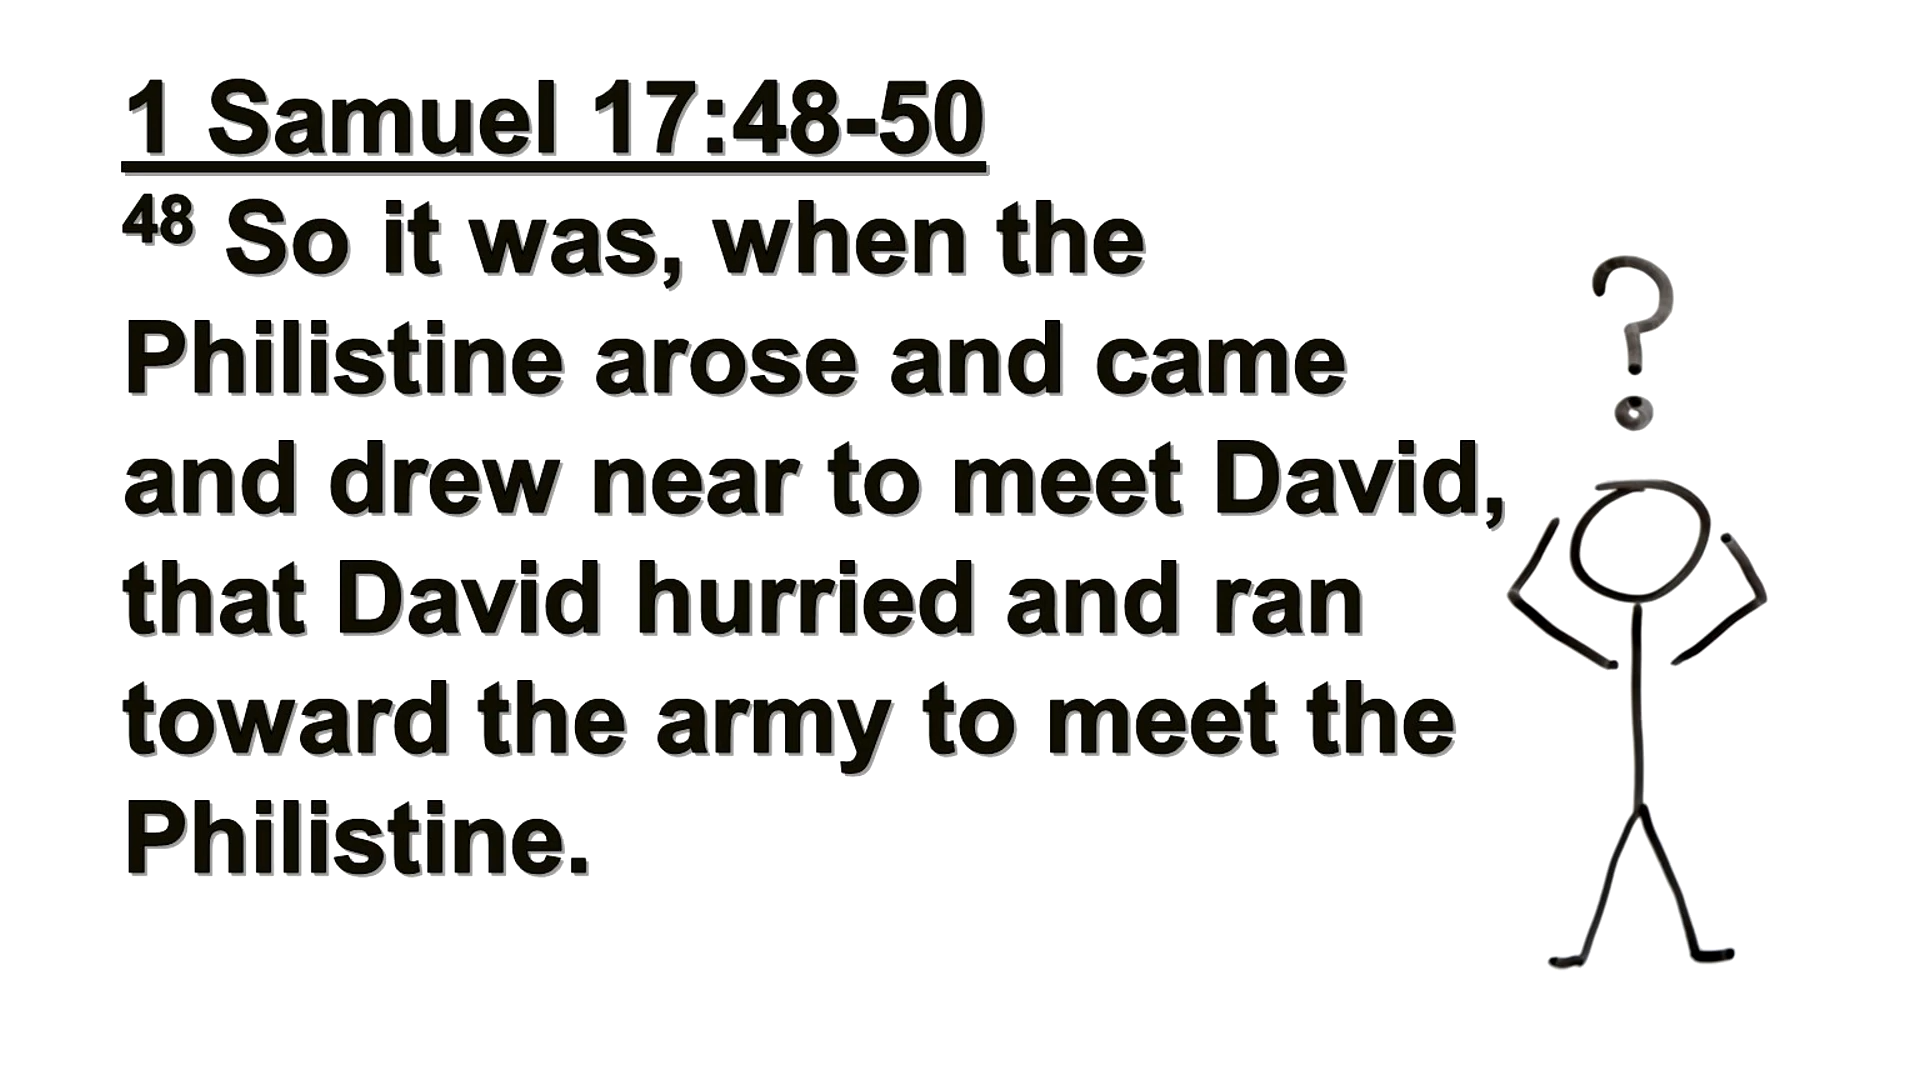 1 Samuel 17:48-50
48 So it was, when the
Philistine arose and came
and drew near to meet David,
that David hurried and ran
toward the army to meet the
Philistine.
?